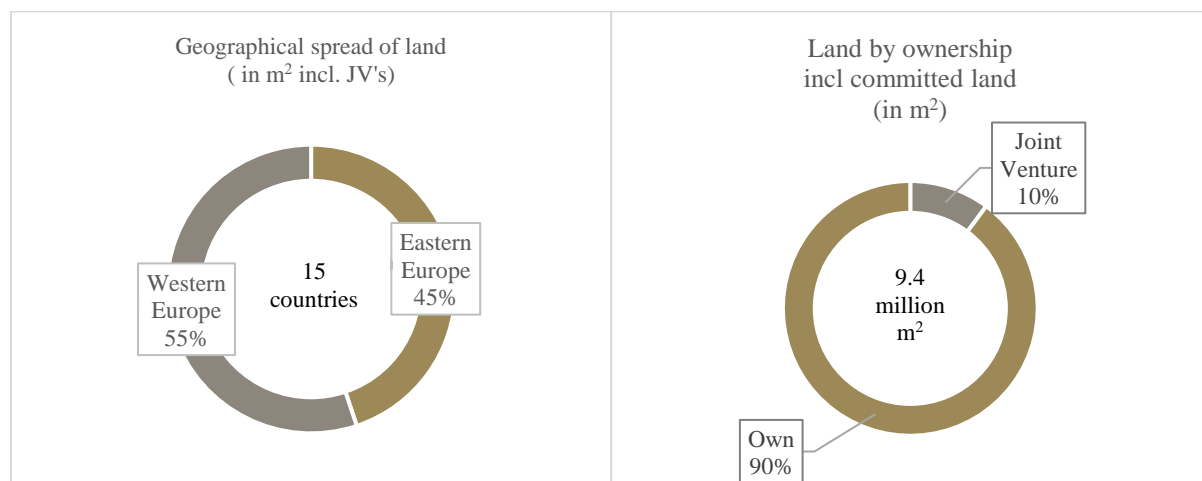 Geographical spread of land
( in m² incl. JV's)
Western
Europe
55%
15
countries
Eastern
Europe
45%
Land by ownership
incl committed land
(in m²)
Joint
Venture
10%
9.4
million
m²
Own
90%